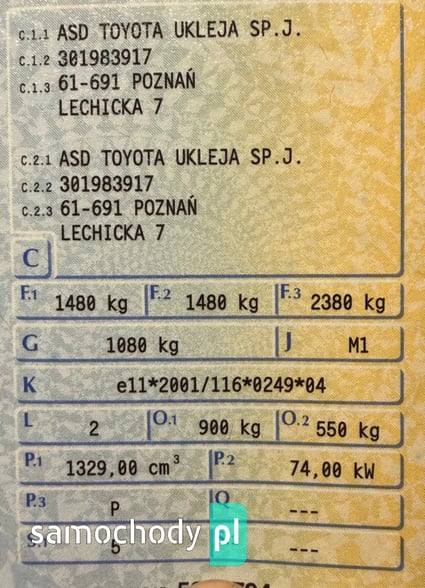 C.1.1 ASD TOYOTA UKLEJA SP.J.
C.1.2 301983917
C.1.3 61-691 POZNAŃ
LECHICKA 7
C.2.1 ASD TOYOTA UKLEJA SP.J.
C.2.2 301983917
C.2.3 61-691 POZNAŃ
LECHICKA 7
C
F.1 1480 kg F.2 1480 kg F.3 2380 kg
G 1080 kg J M1
K e11*2001/116*0249*04
L 2 O.1 900 kg O.2 550 kg
P.1 1329,00 cm³ P.2 74,00 kW
P.3 P Q ---
samochody pl
S.1 5 ---